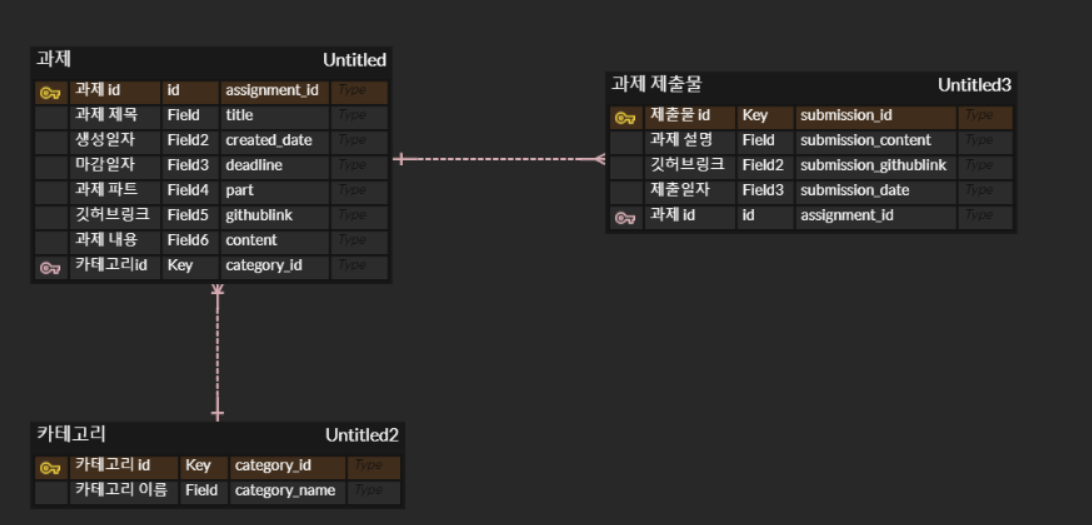 과제 Untitled
과제 id id assignment_id Type
과제 제목 Field title Type
생성일자 Field2 created_date Type
마감일자 Field3 deadline Type
과제 파트 Field4 part Type
깃허브링크 Field5 githublink Type
과제 내용 Field6 content Type
카테고리id Key category_id Type
과제 제출물 Untitled3
제출물 id Key submission_id Type
과제 설명 Field submission_content Type
깃허브링크 Field2 submission_githublink Type
제출일자 Field3 submission_date Type
과제 id id assignment_id Type
카테고리 Untitled2
카테고리 id Key category_id Type
카테고리 이름 Field category_name Type